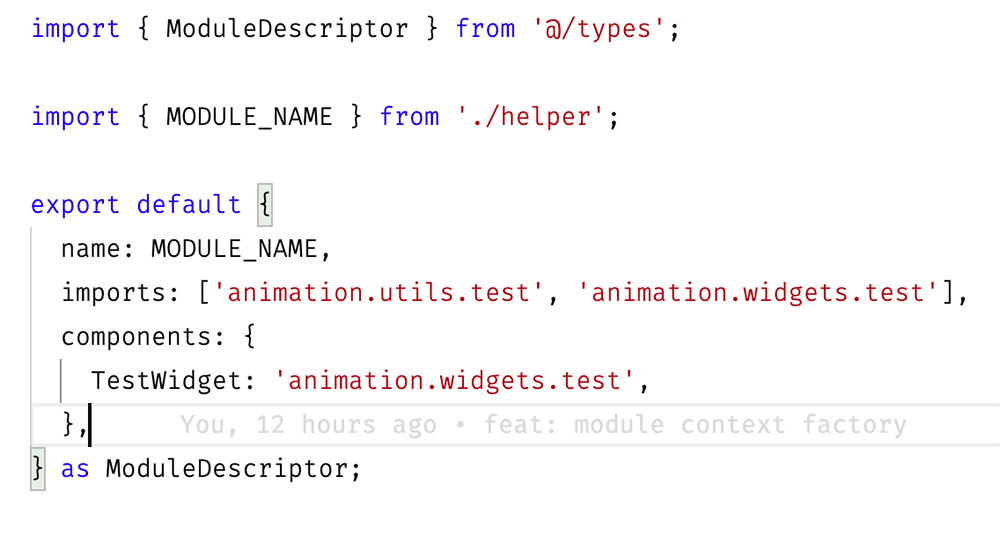 import { ModuleDescriptor } from '@/types';
import { MODULE_NAME } from './helper';
export default {
  name: MODULE_NAME,
  imports: ['animation.utils.test', 'animation.widgets.test'],
  components: {
    TestWidget: 'animation.widgets.test',
  }, You, 12 hours ago • feat: module context factory
} as ModuleDescriptor;